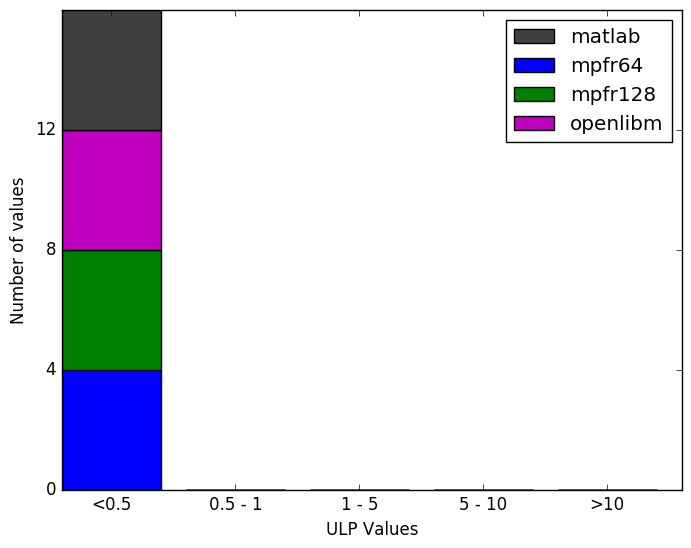 matlab
mpfr64
mpfr128
openlibm
12
8
4
0
Number of values
<0.5
0.5 - 1
1 - 5
5 - 10
>10
ULP Values